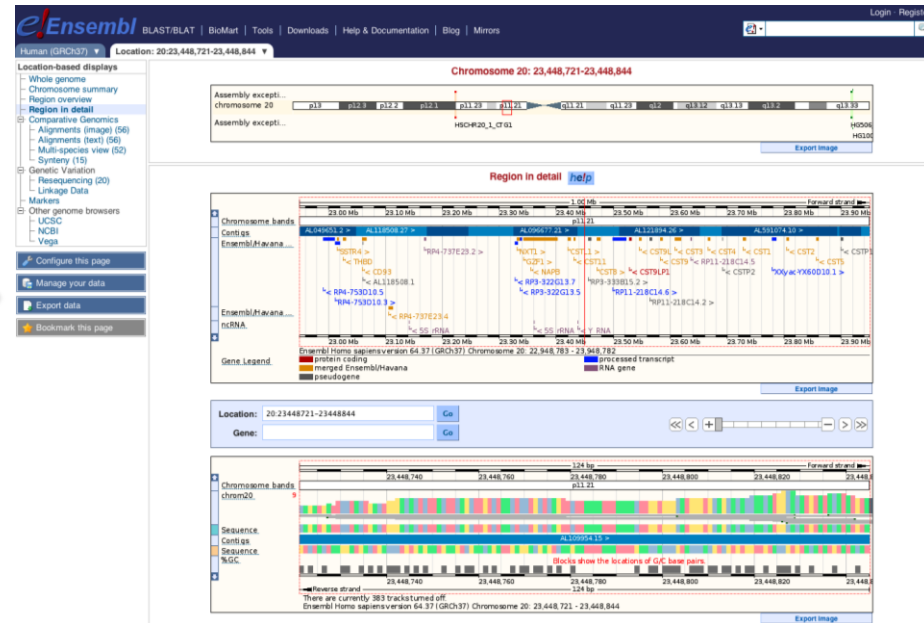 Login · Regist
e!Ensembl BLAST/BLAT | BioMart | Tools | Downloads | Help & Documentation | Blog | Mirrors
Human (GRCh37) ▼ Location: 20:23,448,721-23,448,844 ▼
Location-based displays
Whole genome
Chromosome summary
Region overview
Region in detail
Comparative Genomics
Alignments (image) (56)
Alignments (text) (56)
Multi-species view (52)
Synteny (15)
Genetic Variation
Resequencing (20)
Linkage Data
Markers
Other genome browsers
UCSC
NCBI
Vega
Configure this page
Manage your data
Export data
Bookmark this page
Chromosome 20: 23,448,721-23,448,844
Assembly excepti...
chromosome 20 p13 p12.3 p12.2 p12.1 p11.23 p11.21 q11.21 q11.23 q12 q13.12 q13.13 q13.2 q13.33
Assembly excepti...
HSCHR20_1_CTG1 HG506
HG100
Export Image
Region in detail help
1.00 Mb Forward strand
23.00 Mb 23.10 Mb 23.20 Mb 23.30 Mb 23.40 Mb 23.50 Mb 23.60 Mb 23.70 Mb 23.80 Mb 23.90 Mb
Chromosome bands p11.21
Contigs AL049651.2 > AL118508.27 > AL096677.21 > AL121894.26 > AL591074.10 >
Ensembl/Havana ...
SSTR4 > RP4-737E23.2 > NXT1 > CST11 < CST9L < CST3 < CST4 < CST1 < CST2 < CSTP1
< THBD GZF1 > < CST11 < CST9 RP11-218C14.5 < CST5
< CD93 < NAPB < CST8 > < CST9LP1 < CSTP2 XXyac-YX60D10.1 >
< AL118508.1 < RP3-322G13.7 RP3-333B15.2 >
< RP4-753D10.5 < RP3-322G13.5 RP11-218C14.6 >
RP4-753D10.3 > RP11-218C14.2 >
Ensembl/Havana ... < RP4-737E23.4
ncRNA < 5S rRNA < 5S rRNA < Y RNA
23.00 Mb 23.10 Mb 23.20 Mb 23.30 Mb 23.40 Mb 23.50 Mb 23.60 Mb 23.70 Mb 23.80 Mb 23.90 Mb
Ensembl Homo sapiens version 64.37 (GRCh37) Chromosome 20: 22,948,783 - 23,948,782
Gene Legend protein coding processed transcript
merged Ensembl/Havana RNA gene
pseudogene
Export Image
Location: 20:23448721-23448844 Go
Gene: Go
124 bp Forward strand
23,448,740 23,448,760 23,448,780 23,448,800 23,448,820 23,448,8
Chromosome bands p11.21
chrom20 9
Sequence
Contigs AL109954.15 >
Sequence
%GC Blocks show the locations of G/C base pairs
23,448,740 23,448,760 23,448,780 23,448,800 23,448,820 23,448,8
Reverse strand 124 bp
There are currently 383 tracks turned off.
Ensembl Homo sapiens version 64.37 (GRCh37) Chromosome 20: 23,448,721 - 23,448,844
Export Image